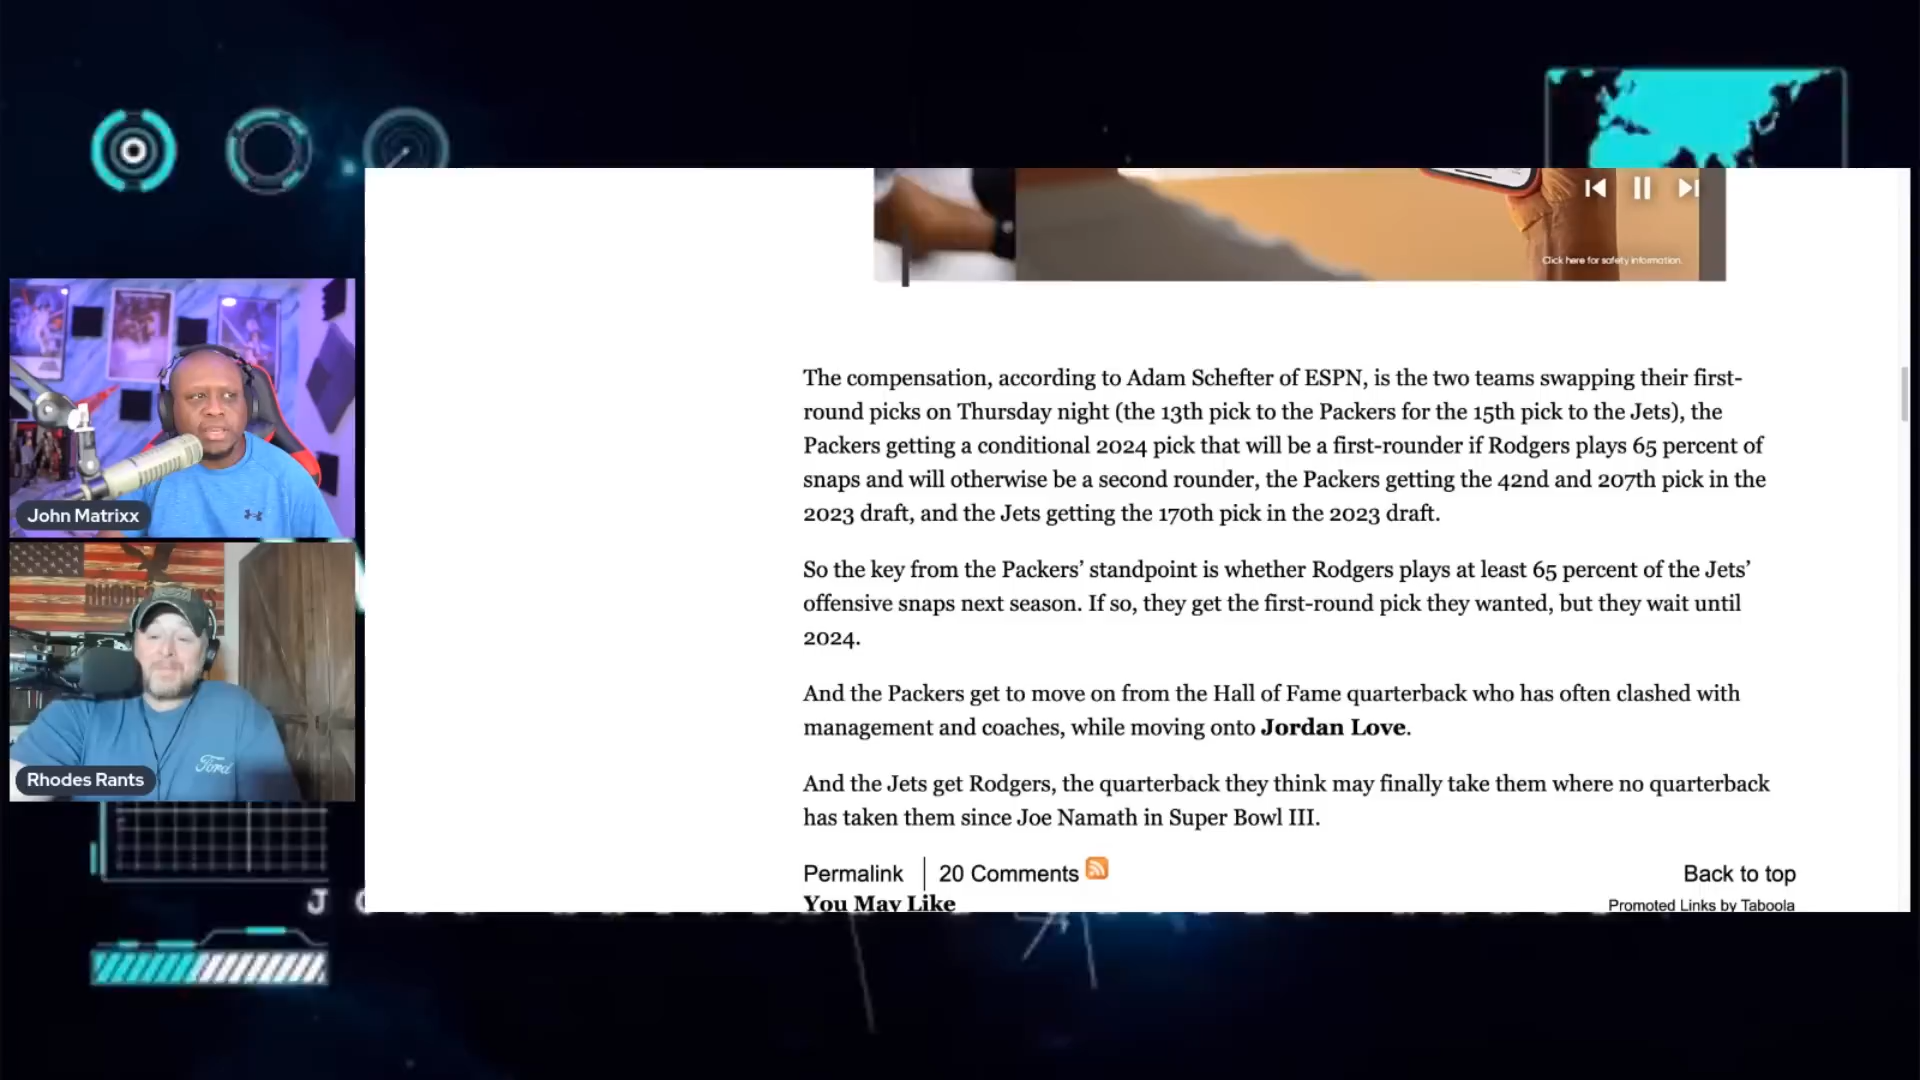 Click here for safety information.
The compensation, according to Adam Schefter of ESPN, is the two teams swapping their first-
round picks on Thursday night (the 13th pick to the Packers for the 15th pick to the Jets), the
Packers getting a conditional 2024 pick that will be a first-rounder if Rodgers plays 65 percent of
snaps and will otherwise be a second rounder, the Packers getting the 42nd and 207th pick in the
2023 draft, and the Jets getting the 170th pick in the 2023 draft.
So the key from the Packers’ standpoint is whether Rodgers plays at least 65 percent of the Jets’
offensive snaps next season. If so, they get the first-round pick they wanted, but they wait until
2024.
And the Packers get to move on from the Hall of Fame quarterback who has often clashed with
management and coaches, while moving onto Jordan Love.
And the Jets get Rodgers, the quarterback they think may finally take them where no quarterback
has taken them since Joe Namath in Super Bowl III.
Permalink
20 Comments
Back to top
You May Like
Promoted Links by Taboola
John Matrixx
Ford
Rhodes Rants